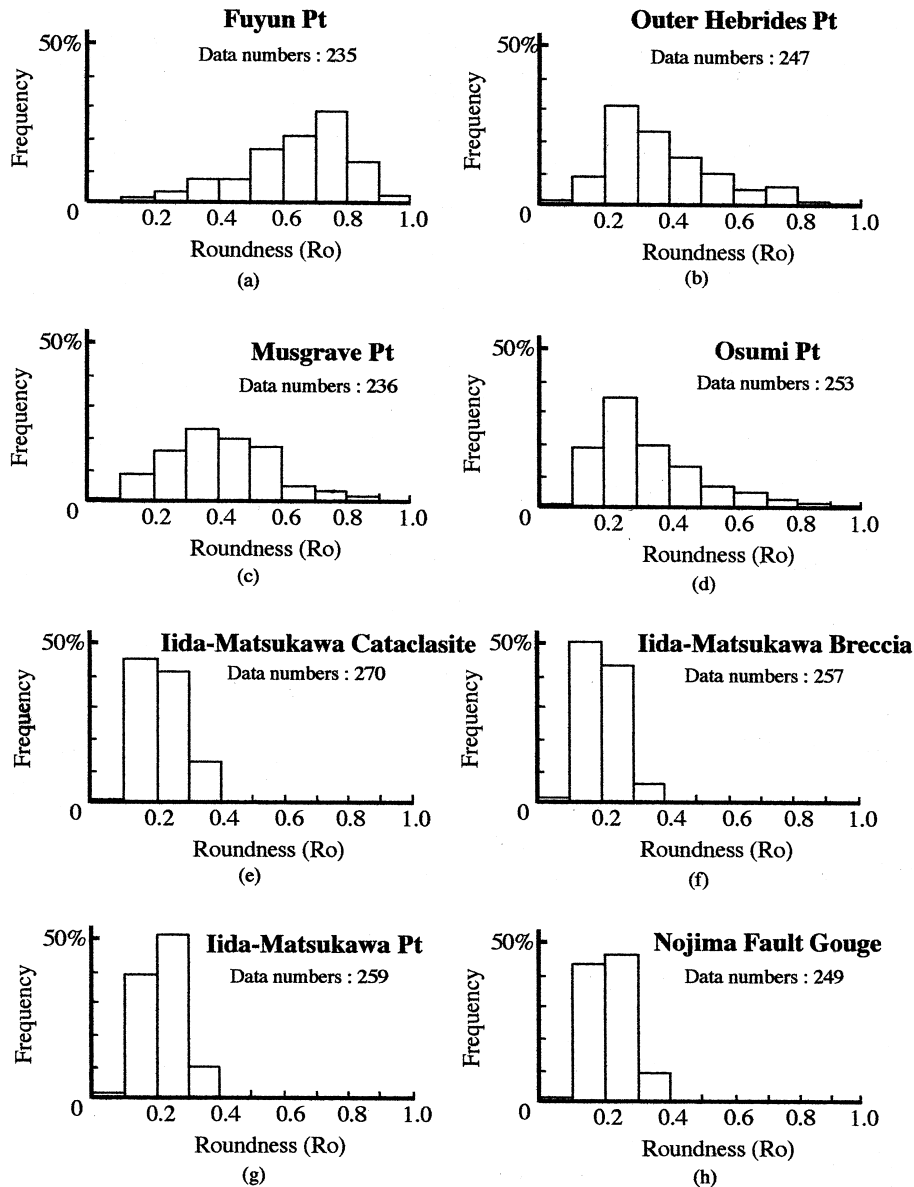 Fuyun Pt
Data numbers : 235
50%
Frequency
0
0.2 0.4 0.6 0.8 1.0
Roundness (Ro)
(a)
Outer Hebrides Pt
Data numbers : 247
50%
Frequency
0
0.2 0.4 0.6 0.8 1.0
Roundness (Ro)
(b)
Musgrave Pt
Data numbers : 236
50%
Frequency
0
0.2 0.4 0.6 0.8 1.0
Roundness (Ro)
(c)
Osumi Pt
Data numbers : 253
50%
Frequency
0
0.2 0.4 0.6 0.8 1.0
Roundness (Ro)
(d)
Iida-Matsukawa Cataclasite
Data numbers : 270
50%
Frequency
0
0.2 0.4 0.6 0.8 1.0
Roundness (Ro)
(e)
Iida-Matsukawa Breccia
Data numbers : 257
50%
Frequency
0
0.2 0.4 0.6 0.8 1.0
Roundness (Ro)
(f)
Iida-Matsukawa Pt
Data numbers : 259
50%
Frequency
0
0.2 0.4 0.6 0.8 1.0
Roundness (Ro)
(g)
Nojima Fault Gouge
Data numbers : 249
50%
Frequency
0
0.2 0.4 0.6 0.8 1.0
Roundness (Ro)
(h)